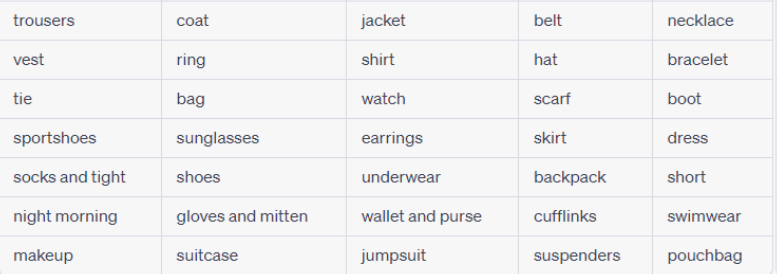 trousers coat jacket belt necklace
vest ring shirt hat bracelet
tie bag watch scarf boot
sportshoes sunglasses earrings skirt dress
socks and tight shoes underwear backpack short
night morning gloves and mitten wallet and purse cufflinks swimwear
makeup suitcase jumpsuit suspenders pouchbag